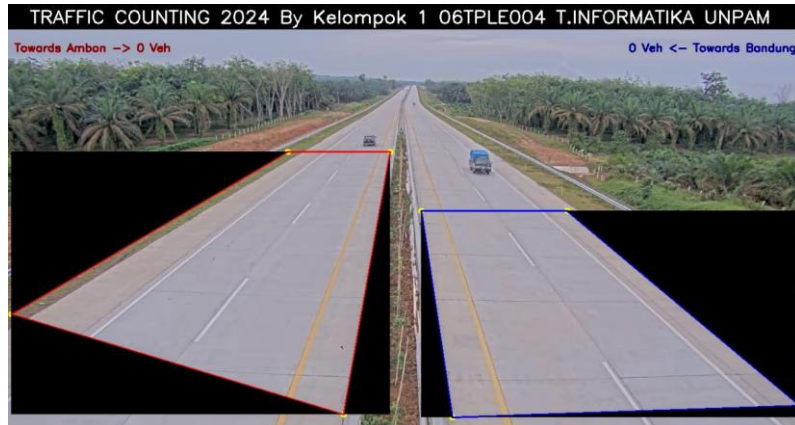 TRAFFIC COUNTING 2024 By Kelompok 1 06TPLE004 T.INFORMATIKA UNPAM
Towards Ambon -> 0 Veh
0 Veh <- Towards Bandung